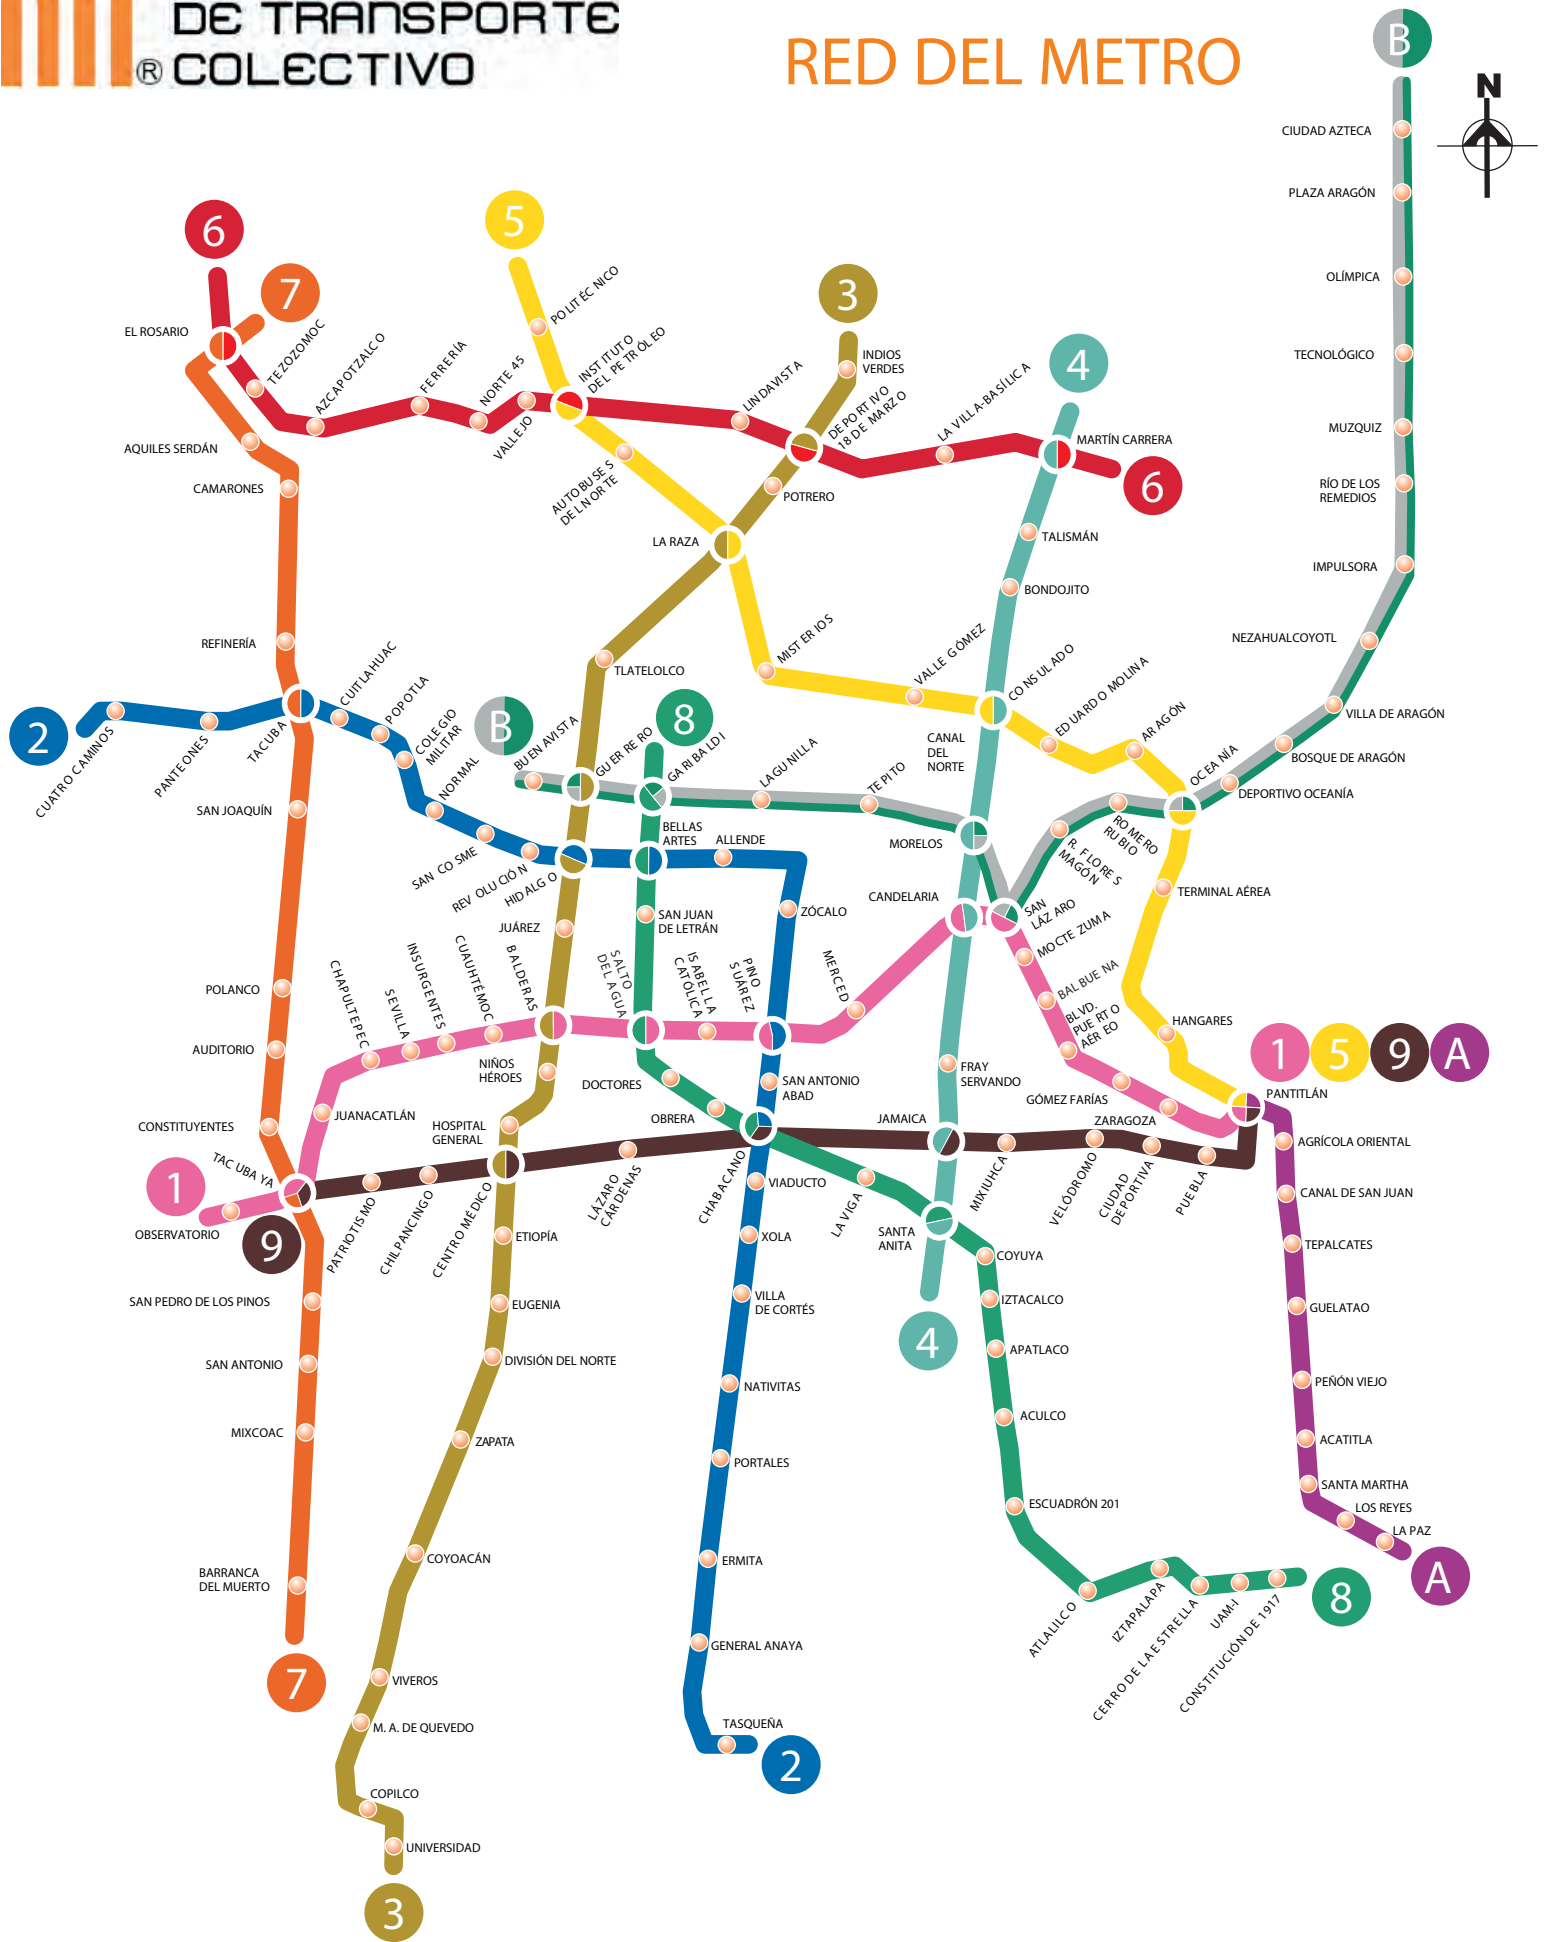 DE TRANSPORTE
® COLECTIVO
RED DEL METRO
B
N
CIUDAD AZTECA
PLAZA ARAGÓN
OLÍMPICA
TECNOLÓGICO
MUZQUIZ
RÍO DE LOS
REMEDIOS
IMPULSORA
NEZAHUALCOYOTL
VILLA DE ARAGÓN
BOSQUE DE ARAGÓN
DEPORTIVO OCEANÍA
OCEANÍA
6
7
5
3
4
EL ROSARIO
TEZOZOMOC
AZCAPOTZALCO
FERRERÍA
NORTE 45
VALLEJO
POLITÉCNICO
INSTITUTO
DEL PETRÓLEO
LINDAVISTA
INDIOS
VERDES
DEPORTIVO
18 DE MARZO
LA VILLA-BASÍLICA
MARTÍN CARRERA
6
AQUILES SERDÁN
CAMARONES
AUTOBUSES
DEL NORTE
POTRERO
LA RAZA
TALISMÁN
BONDOJITO
REFINERÍA
CUITLAHUAC
POPOTLA
COLEGIO
MILITAR
NORMAL
TLATELOLCO
MISTERIOS
VALLE GÓMEZ
CONSULADO
EDUARDO MOLINA
ARAGÓN
2
CUATRO CAMINOS
PANTEONES
TACUBA
B
8
BUENAVISTA
GUERRERO
GARIBALDI
LAGUNILLA
TEPITO
CANAL
DEL
NORTE
SAN JOAQUÍN
SAN COSME
REVOLUCIÓN
HIDALGO
BELLAS
ARTES
ALLENDE
MORELOS
R. FLORES
MAGÓN
ROMERO
RUBIO
TERMINAL AÉREA
CANDELARIA
SAN
LÁZARO
ZÓCALO
SAN JUAN
DE LETRÁN
JUÁREZ
MOCTEZUMA
BALBUENA
BLVD.
PUERTO
AÉREO
HANGARES
POLANCO
AUDITORIO
CHAPULTEPEC
SEVILLA
INSURGENTES
CUAUHTÉMOC
BALDERAS
SALTO
DEL AGUA
ISABELLA
CATÓLICA
PINO
SUÁREZ
MERCED
1
5
9
A
PANTITLÁN
NIÑOS
HÉROES
DOCTORES
OBRERA
SAN ANTONIO
ABAD
FRAY
SERVANDO
GÓMEZ FARÍAS
ZARAGOZA
JUANACATLÁN
CONSTITUYENTES
HOSPITAL
GENERAL
JAMAICA
AGRÍCOLA ORIENTAL
TACUBAYA
1
OBSERVATORIO
9
PATRIOTISMO
CHILPANCINGO
CENTRO MÉDICO
LÁZARO
CÁRDENAS
CHABACANO
VIADUCTO
LA VIGA
SANTA
ANITA
MIXIUHCA
VELÓDROMO
CIUDAD
DEPORTIVA
PUEBLA
CANAL DE SAN JUAN
ETIOPÍA
XOLA
COYUYA
TEPALCATES
SAN PEDRO DE LOS PINOS
EUGENIA
VILLA
DE CORTÉS
IZTACALCO
GUELATAO
4
SAN ANTONIO
DIVISIÓN DEL NORTE
NATIVITAS
APATLACO
PEÑÓN VIEJO
MIXCOAC
ZAPATA
PORTALES
ACULCO
ACATITLA
SANTA MARTHA
ESCUADRÓN 201
LOS REYES
LA PAZ
BARRANCA
DEL MUERTO
COYOACÁN
ERMITA
A
8
ATLALILCO
IZTAPALAPA
CERRO DE LA ESTRELLA
UAM-I
CONSTITUCIÓN DE 1917
7
VIVEROS
GENERAL ANAYA
M. A. DE QUEVEDO
TASQUEÑA
2
COPILCO
UNIVERSIDAD
3